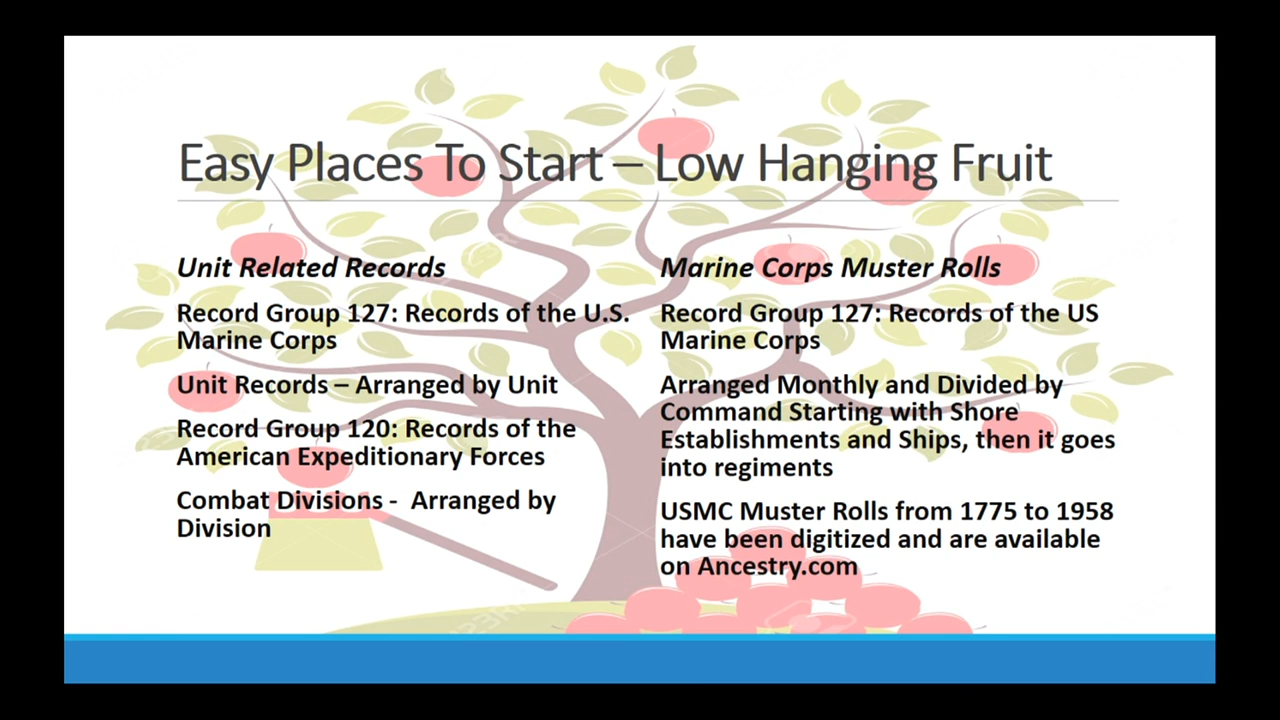 Easy Places To Start – Low Hanging Fruit
Unit Related Records
Record Group 127: Records of the U.S.
Marine Corps
Unit Records – Arranged by Unit
Record Group 120: Records of the
American Expeditionary Forces
Combat Divisions -  Arranged by
Division
Marine Corps Muster Rolls
Record Group 127: Records of the US
Marine Corps
Arranged Monthly and Divided by
Command Starting with Shore
Establishments and Ships, then it goes
into regiments
USMC Muster Rolls from 1775 to 1958
have been digitized and are available
on Ancestry.com